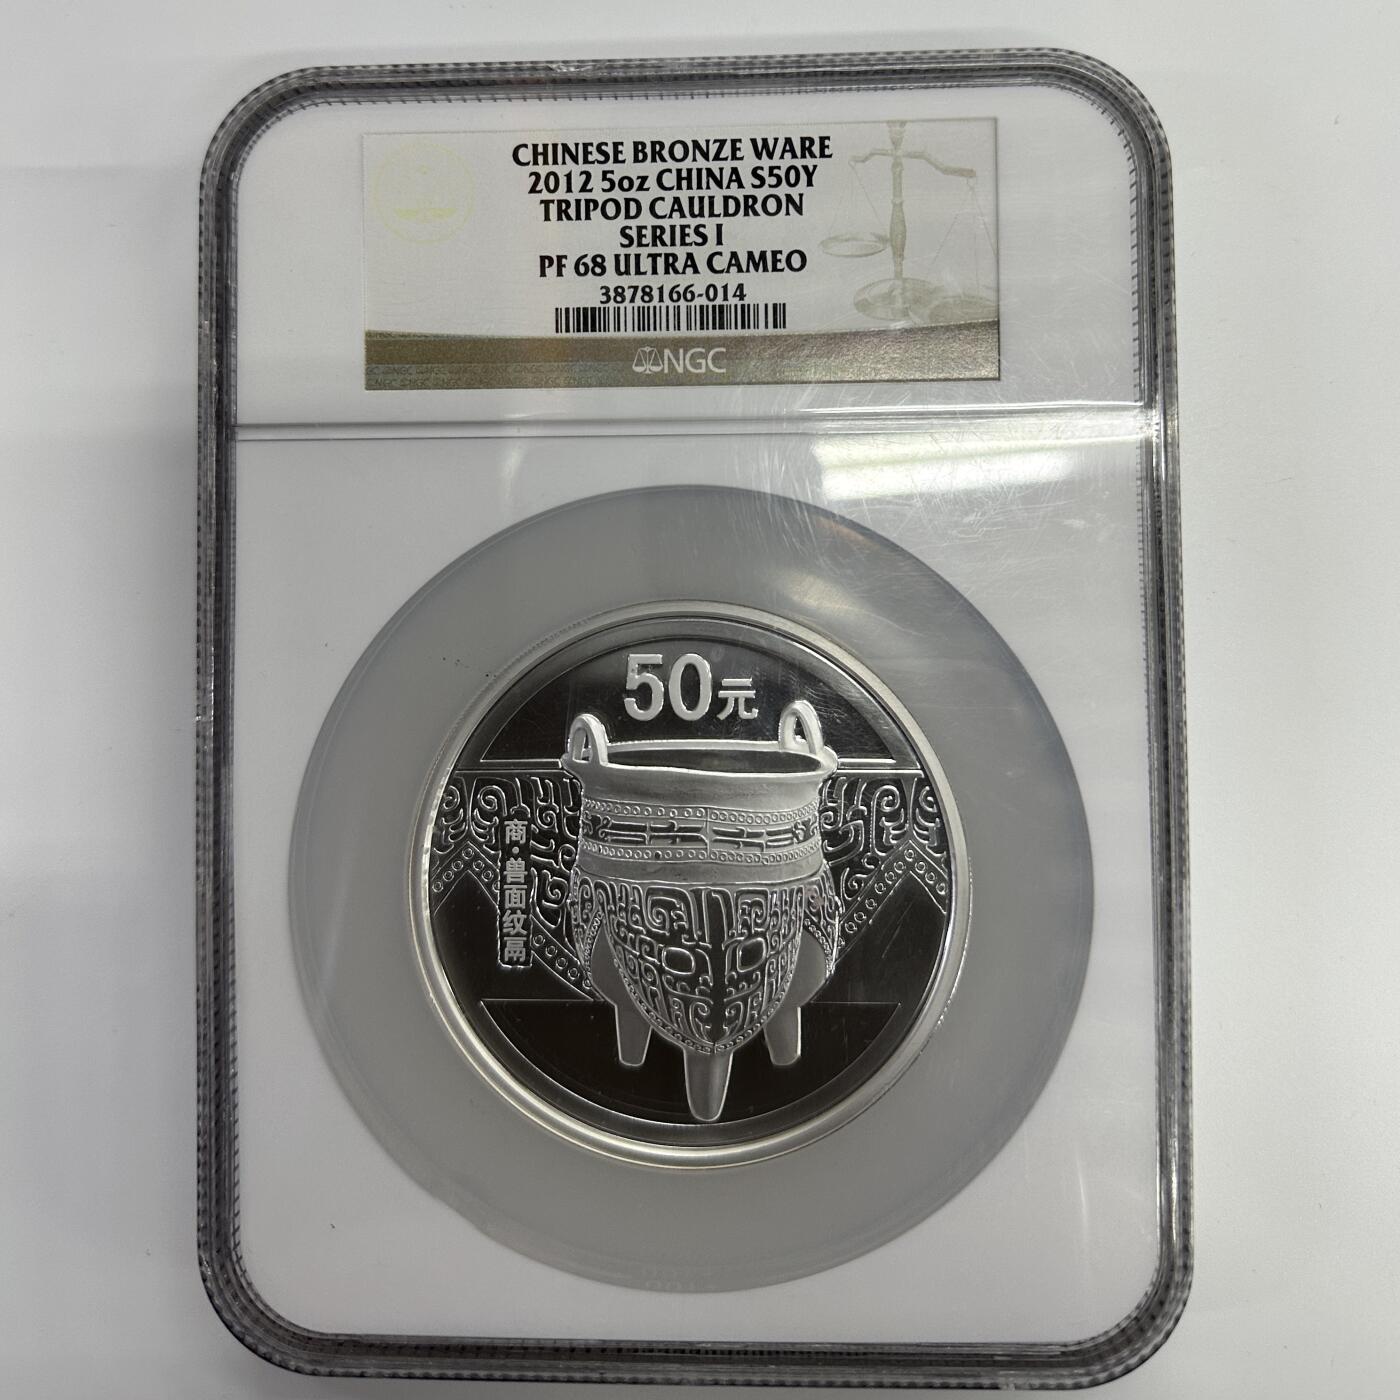 CHINESE BRONZE WARE
2012 5oz CHINA S50Y
TRIPOD CAULDRON
SERIES I
PF 68 ULTRA CAMEO
3878166-014
NGC
50元
商·兽面纹鬲